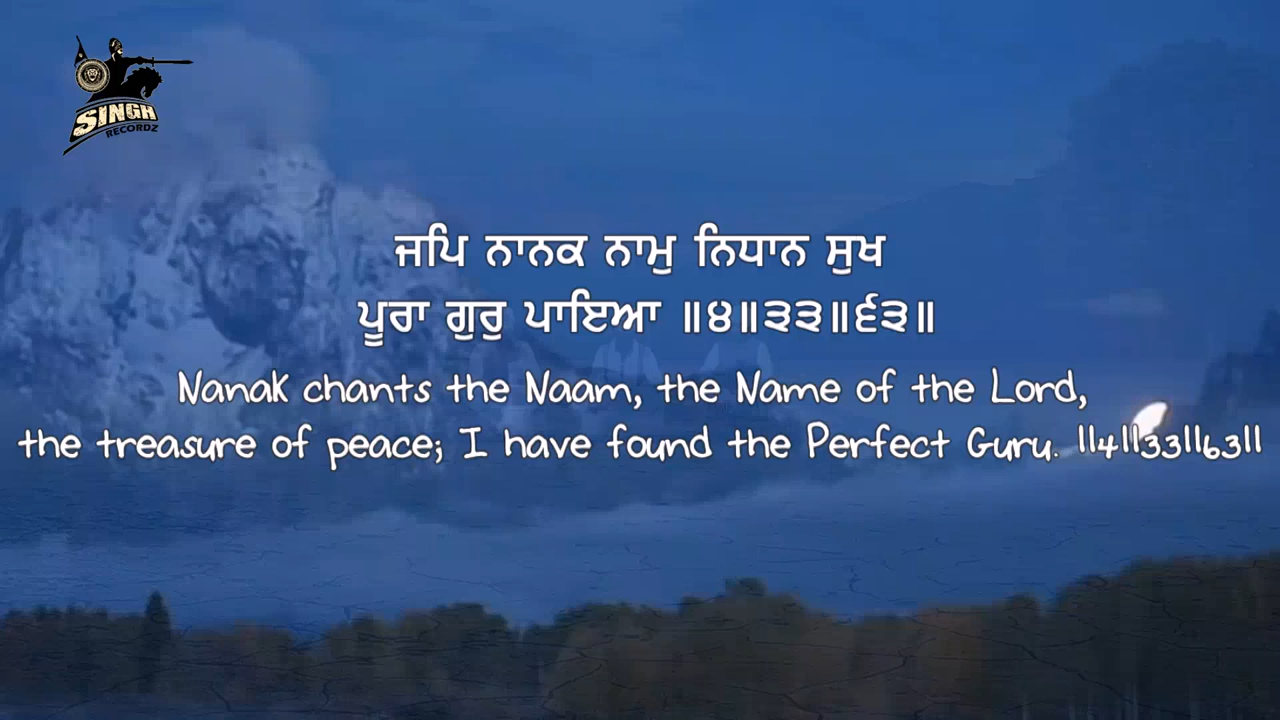 SINGH
RECORDZ
ਜਪਿ ਨਾਨਕ ਨਾਮੁ ਨਿਧਾਨ ਸੁਖ
ਪੂਰਾ ਗੁਰੁ ਪਾਇਆ ॥੪॥੩੩॥੬੩॥
Nanak chants the Naam, the Name of the Lord,
the treasure of peace; I have found the Perfect Guru. ||4||33||63||